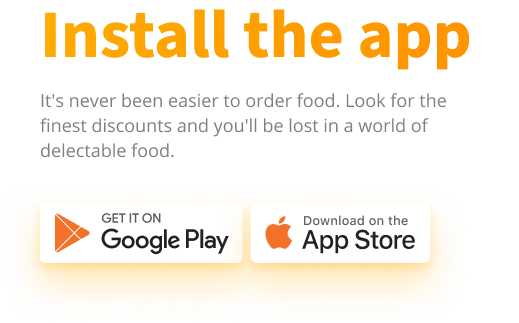 Install the app
It's never been easier to order food. Look for the
finest discounts and you'll be lost in a world of
delectable food.
GET IT ON
Google Play
Download on the
App Store